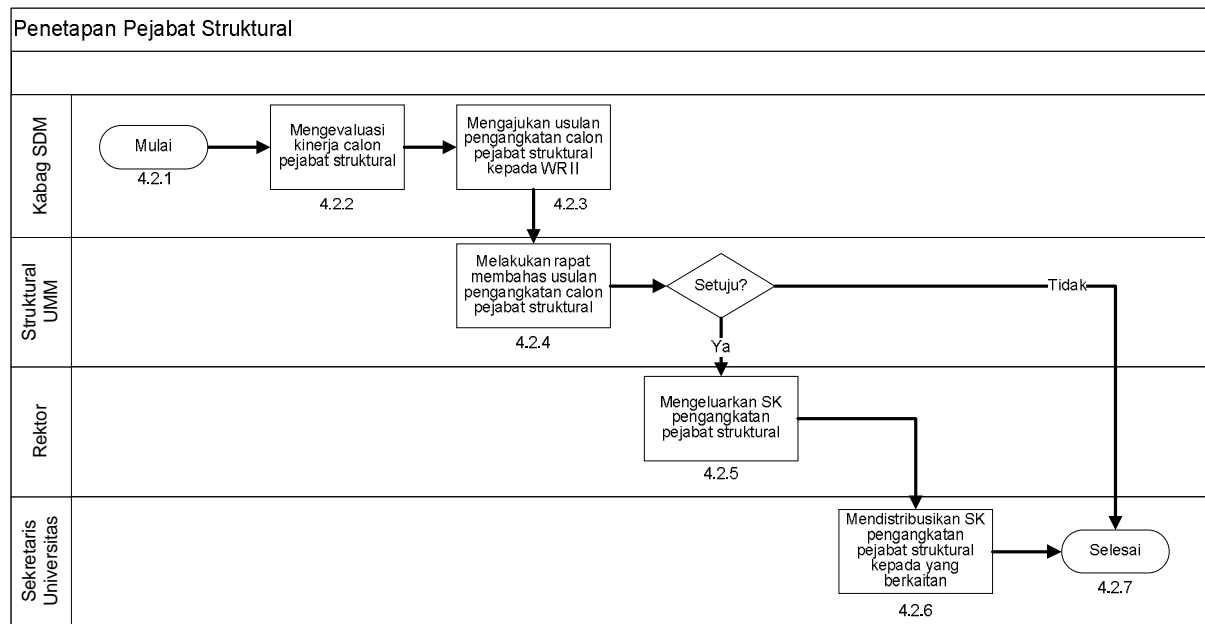 Penetapan Pejabat Struktural
Kabag SDM
Mulai
4.2.1
Mengevaluasi
kinerja calon
pejabat struktural
4.2.2
Mengajukan usulan
pengangkatan calon
pejabat struktural
kepada WR II
4.2.3
Struktural
UMM
Melakukan rapat
membahas usulan
pengangkatan calon
pejabat struktural
4.2.4
Setuju?
Tidak
Ya
Rektor
Mengeluarkan SK
pengangkatan
pejabat struktural
4.2.5
Sekretaris
Universitas
Mendistribusikan SK
pengangkatan
pejabat struktural
kepada yang
berkaitan
4.2.6
Selesai
4.2.7